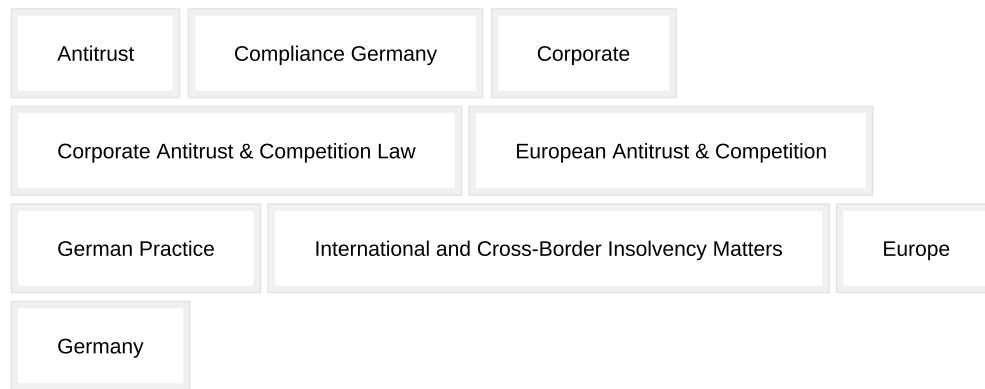 Antitrust Compliance Germany Corporate
Corporate Antitrust & Competition Law European Antitrust & Competition
German Practice International and Cross-Border Insolvency Matters Europe
Germany